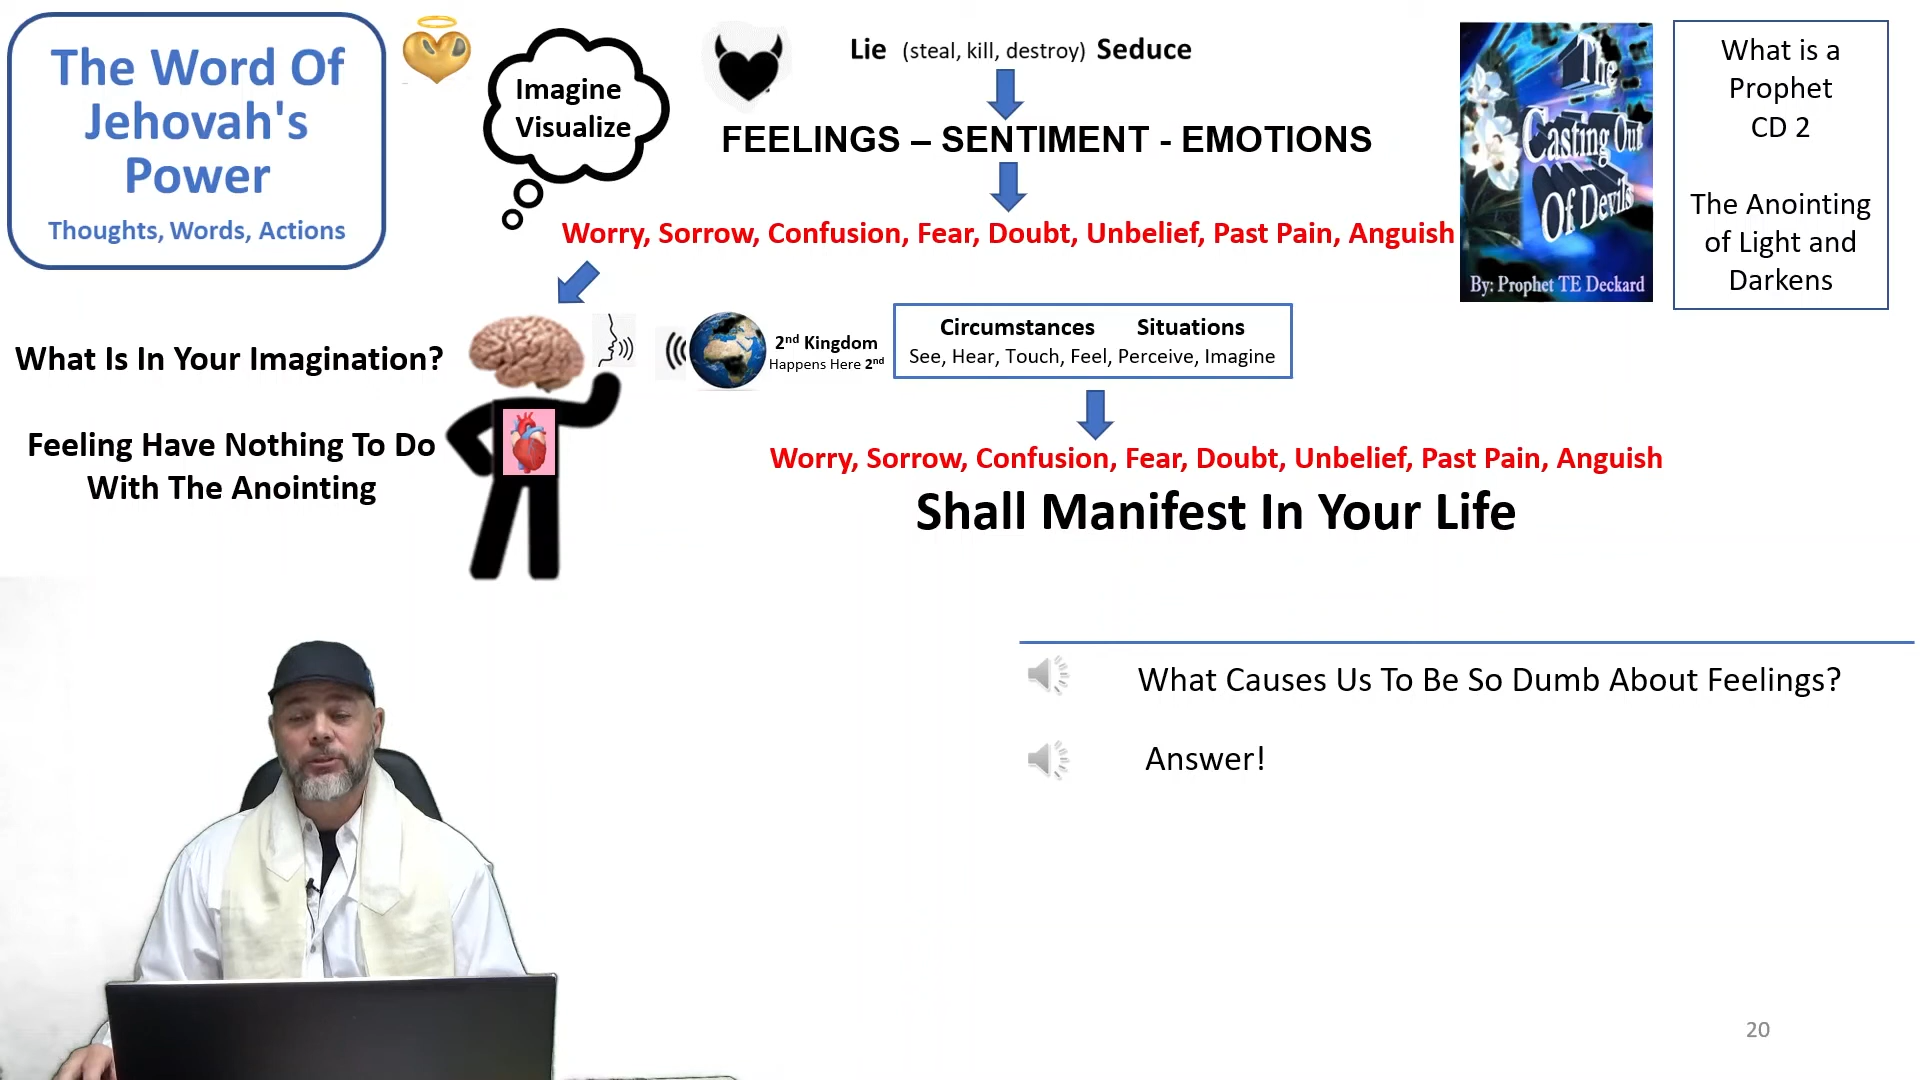 The Word Of
Jehovah's
Power
Thoughts, Words, Actions
Imagine
Visualize
Lie (steal, kill, destroy) Seduce
FEELINGS – SENTIMENT - EMOTIONS
Worry, Sorrow, Confusion, Fear, Doubt, Unbelief, Past Pain, Anguish
The
Casting Out
Of Devils
By: Prophet TE Deckard
What is a
Prophet
CD 2
The Anointing
of Light and
Darkens
What Is In Your Imagination?
Feeling Have Nothing To Do
With The Anointing
2nd Kingdom
Happens Here 2nd
Circumstances Situations
See, Hear, Touch, Feel, Perceive, Imagine
Worry, Sorrow, Confusion, Fear, Doubt, Unbelief, Past Pain, Anguish
Shall Manifest In Your Life
What Causes Us To Be So Dumb About Feelings?
Answer!
20